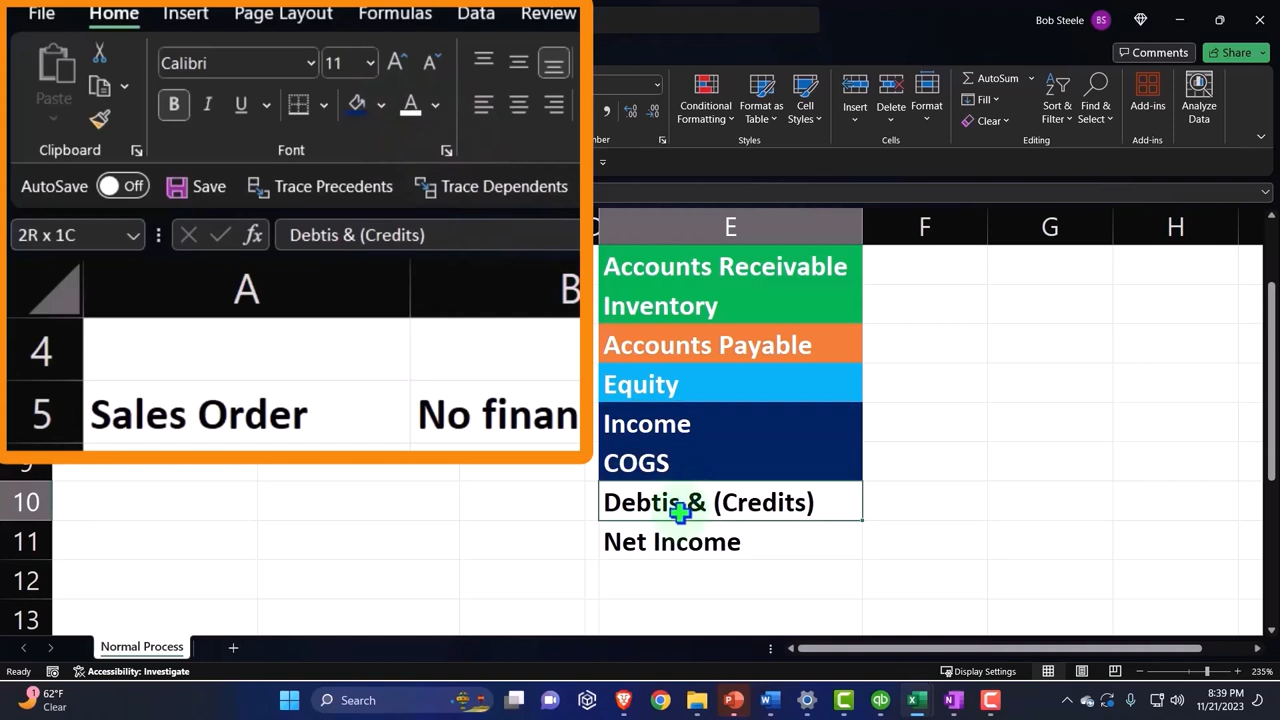 File Home Insert Page Layout Formulas Data Review
Bob Steele BS
Comments Share
Calibri 11
Paste
B I U A
Clipboard Font
Conditional Formatting Format as Table Cell Styles
Styles
Insert Delete Format
Cells
AutoSum
Fill
Clear
Sort & Filter Find & Select
Editing
Add-ins
Add-ins
Analyze Data
AutoSave Off Save Trace Precedents Trace Dependents
2R x 1C fx Debtis & (Credits)
A B
4
5 Sales Order No finan
E F G H
Accounts Receivable
Inventory
Accounts Payable
Equity
Income
COGS
10 Debtis & (Credits)
11 Net Income
12
13
Normal Process
Ready Accessibility: Investigate Display Settings 235%
1 62°F
Clear
Search
8:39 PM
11/21/2023